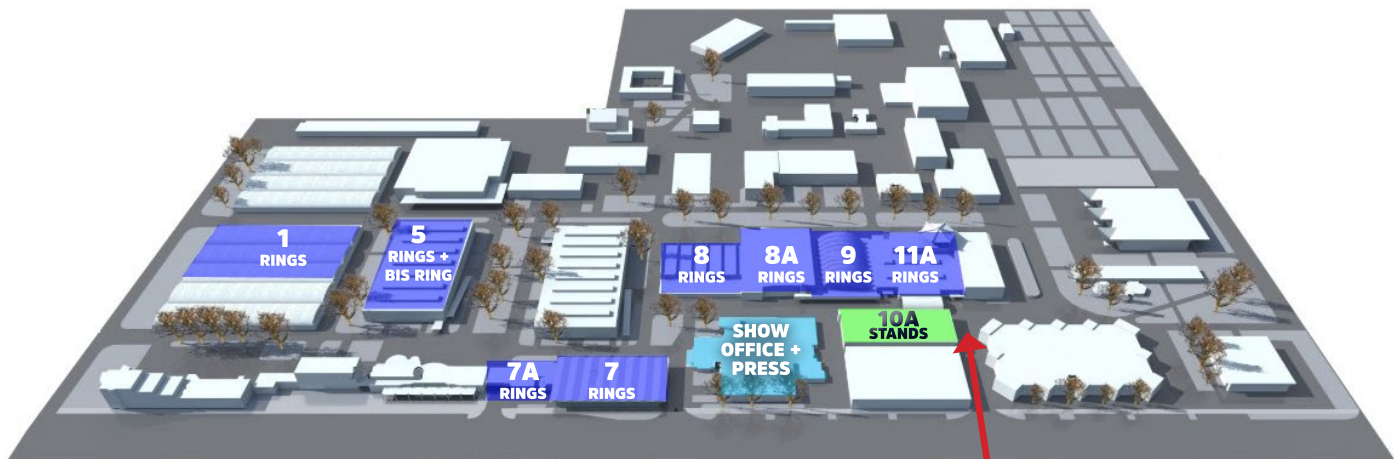 1
RINGS
5
RINGS +
BIS RING
8
RINGS
8A
RINGS
9
RINGS
11A
RINGS
10A
STANDS
SHOW
OFFICE +
PRESS
7A
RINGS
7
RINGS